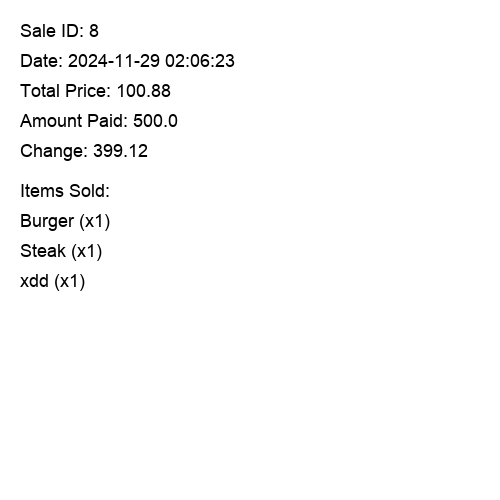 Sale ID: 8
Date: 2024-11-29 02:06:23
Total Price: 100.88
Amount Paid: 500.0
Change: 399.12
Items Sold:
Burger (x1)
Steak (x1)
xdd (x1)